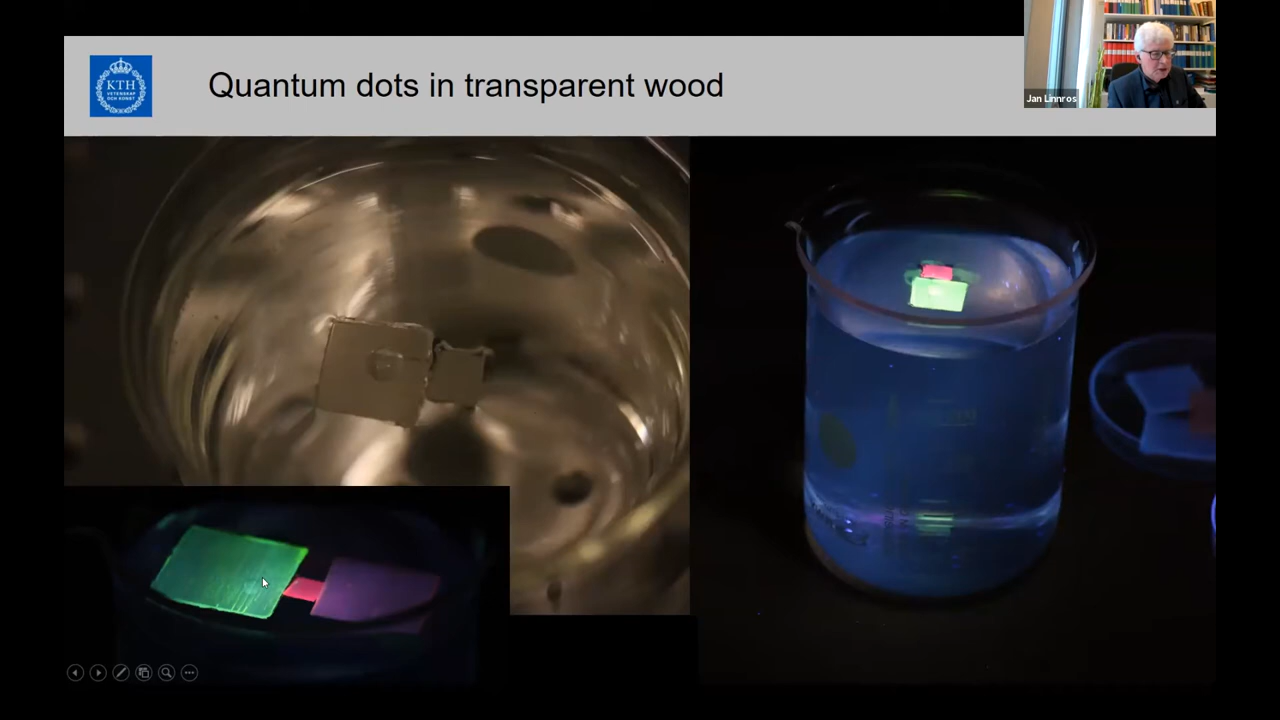 Quantum dots in transparent wood
KTH
VETENSKAP
OCH KONST
Jan Linnros